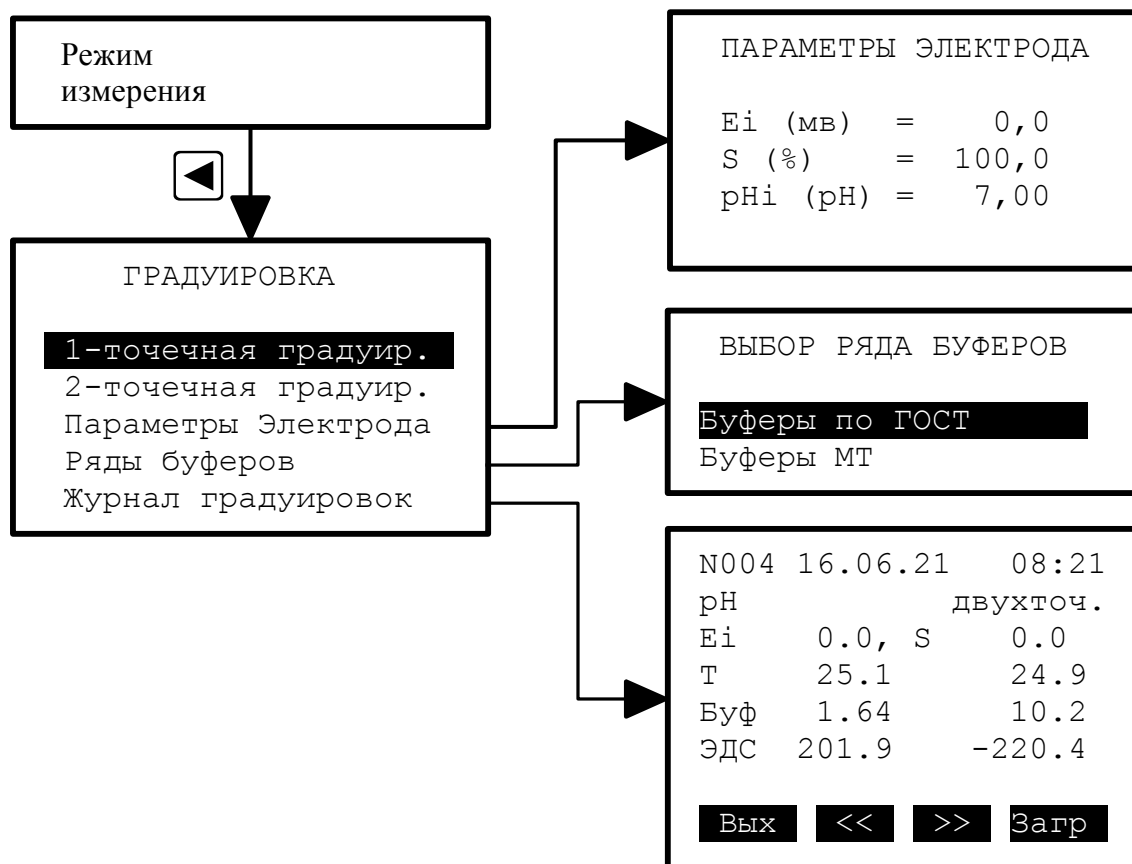 Режим
измерения
ГРАДУИРОВКА
1-точечная градуир.
2-точечная градуир.
Параметры Электрода
Ряды буферов
Журнал градуировок
ПАРАМЕТРЫ ЭЛЕКТРОДА
Ei (мв) = 0,0
S (%) = 100,0
pHi (pH) = 7,00
ВЫБОР РЯДА БУФЕРОВ
Буферы по ГОСТ
Буферы МТ
N004 16.06.21 08:21
pH двухточ.
Ei 0.0, S 0.0
T 25.1 24.9
Буф 1.64 10.2
ЭДС 201.9 -220.4
Вых << >> Загр